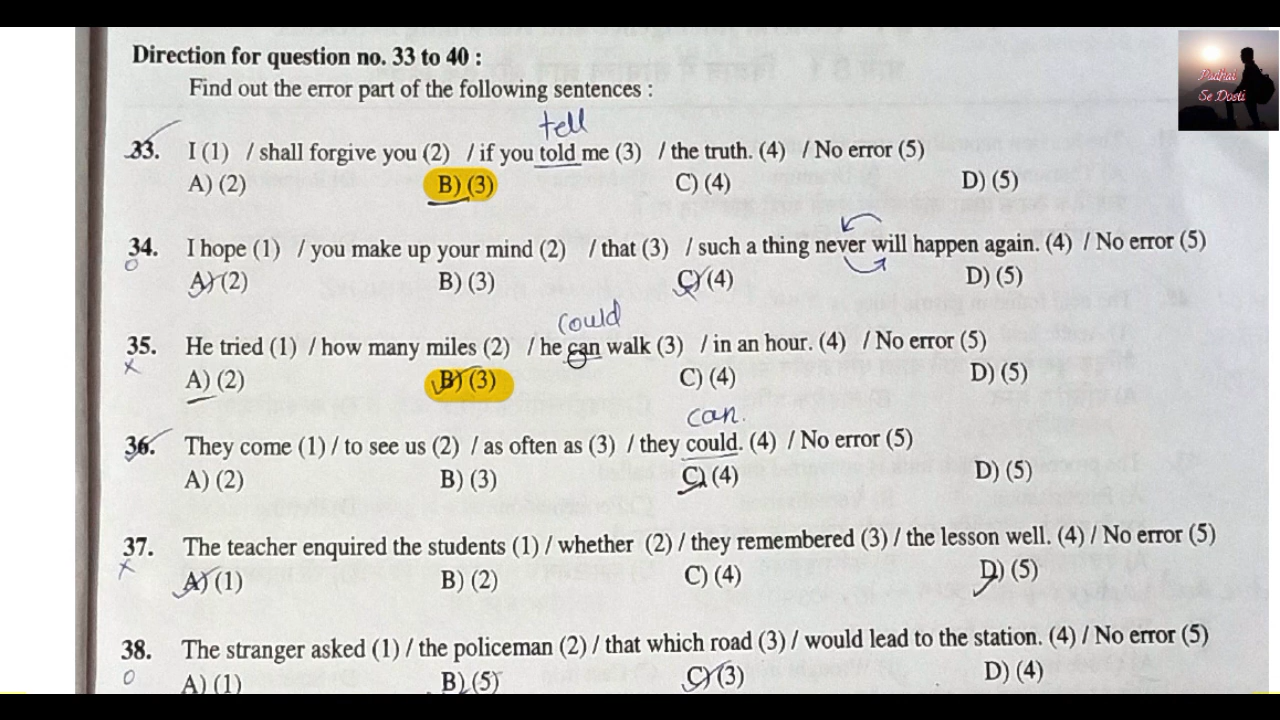 Direction for question no. 33 to 40 :
Find out the error part of the following sentences :
Padhai
Se Dosti
tell
33. I (1) / shall forgive you (2) / if you told me (3) / the truth. (4) / No error (5)
A) (2) B) (3) C) (4) D) (5)
34. I hope (1) / you make up your mind (2) / that (3) / such a thing never will happen again. (4) / No error (5)
A) (2) B) (3) C) (4) D) (5)
could
35. He tried (1) / how many miles (2) / he can walk (3) / in an hour. (4) / No error (5)
A) (2) B) (3) C) (4) D) (5)
can.
36. They come (1) / to see us (2) / as often as (3) / they could. (4) / No error (5)
A) (2) B) (3) C) (4) D) (5)
37. The teacher enquired the students (1) / whether (2) / they remembered (3) / the lesson well. (4) / No error (5)
A) (1) B) (2) C) (4) D) (5)
38. The stranger asked (1) / the policeman (2) / that which road (3) / would lead to the station. (4) / No error (5)
A) (1) B) (5) C) (3) D) (4)